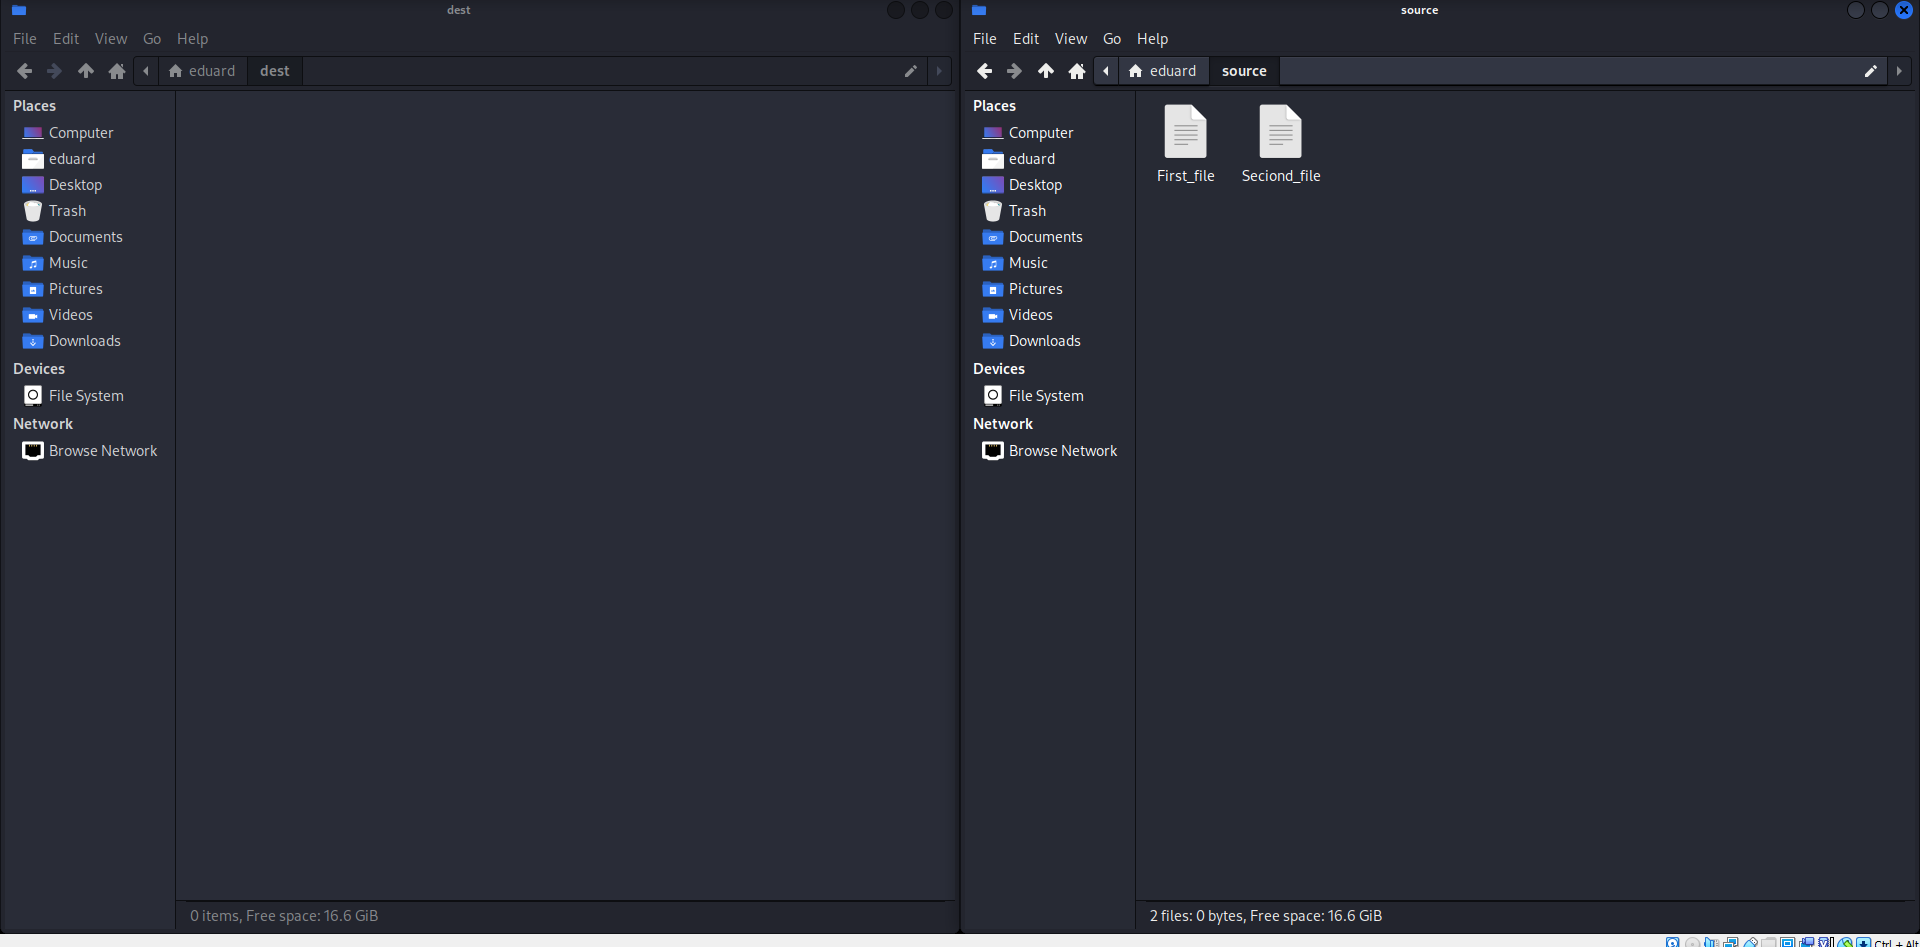 dest
File Edit View Go Help
eduard dest
Places
Computer
eduard
Desktop
Trash
Documents
Music
Pictures
Videos
Downloads
Devices
File System
Network
Browse Network
0 items, Free space: 16.6 GiB
source
File Edit View Go Help
eduard source
Places
Computer
eduard
Desktop
Trash
Documents
Music
Pictures
Videos
Downloads
Devices
File System
Network
Browse Network
First_file Seciond_file
2 files: 0 bytes, Free space: 16.6 GiB
Ctrl + Alt